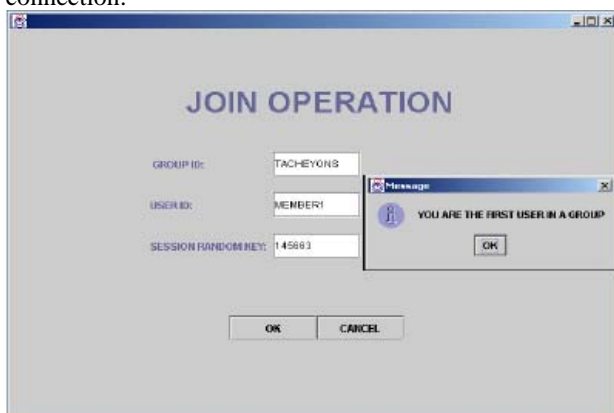 connection.
JOIN OPERATION
GROUP ID:
TACHEYONS
USER ID:
MEMBER1
SESSION RANDOM KEY:
145663
Message
YOU ARE THE FIRST USER IN A GROUP
OK
OK
CANCEL